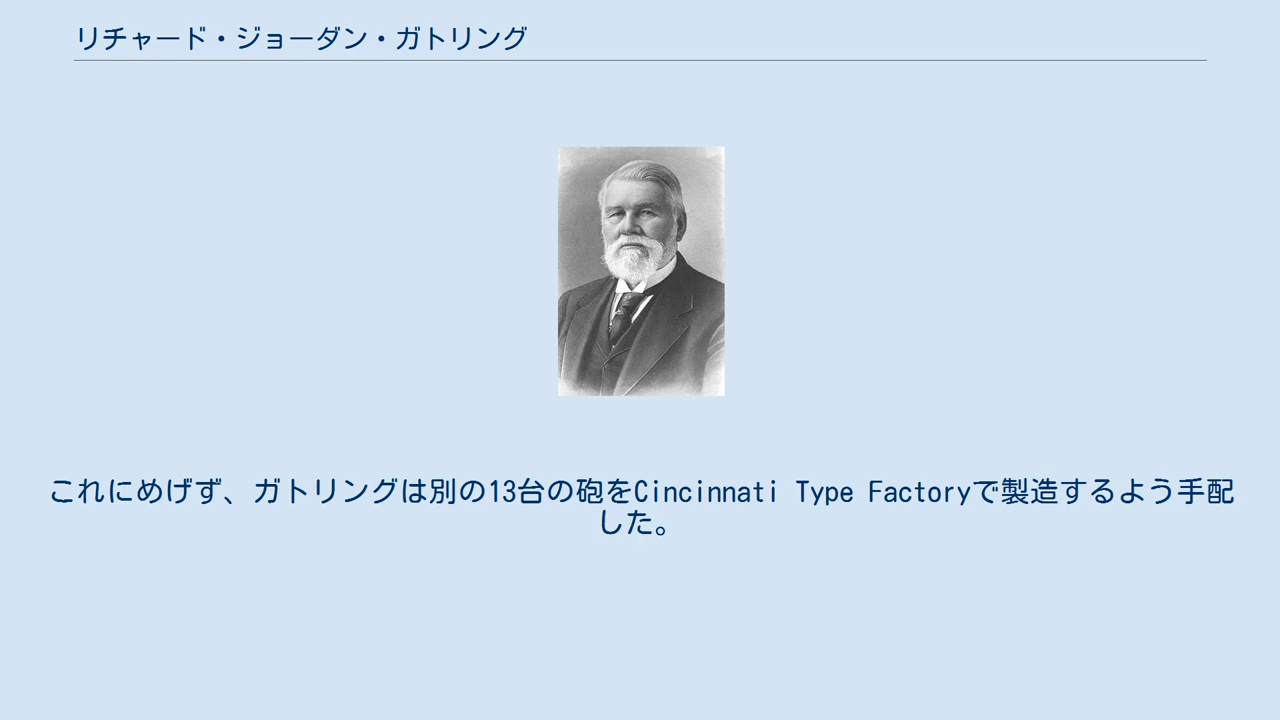 リチャード・ジョーダン・ガトリング
これにめげず、ガトリングは別の13台の砲をCincinnati Type Factoryで製造するよう手配
した。